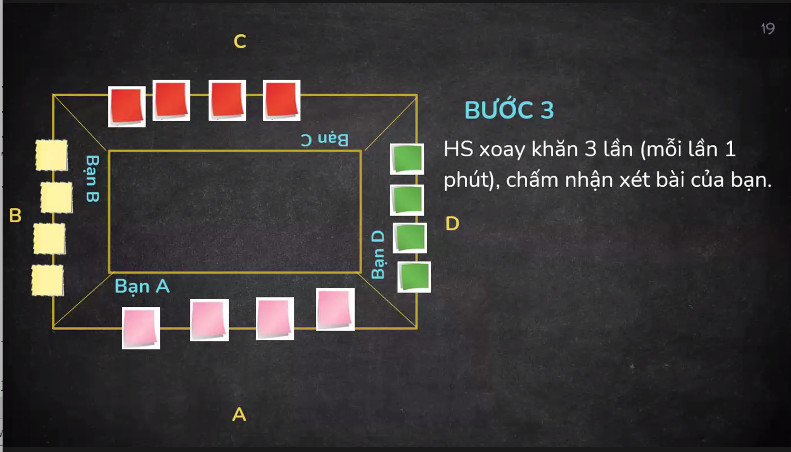 19
C
BƯỚC 3
Bạn C
HS xoay khăn 3 lần (mỗi lần 1
phút), chấm nhận xét bài của bạn.
Bạn B
B
D
Bạn D
Bạn A
A